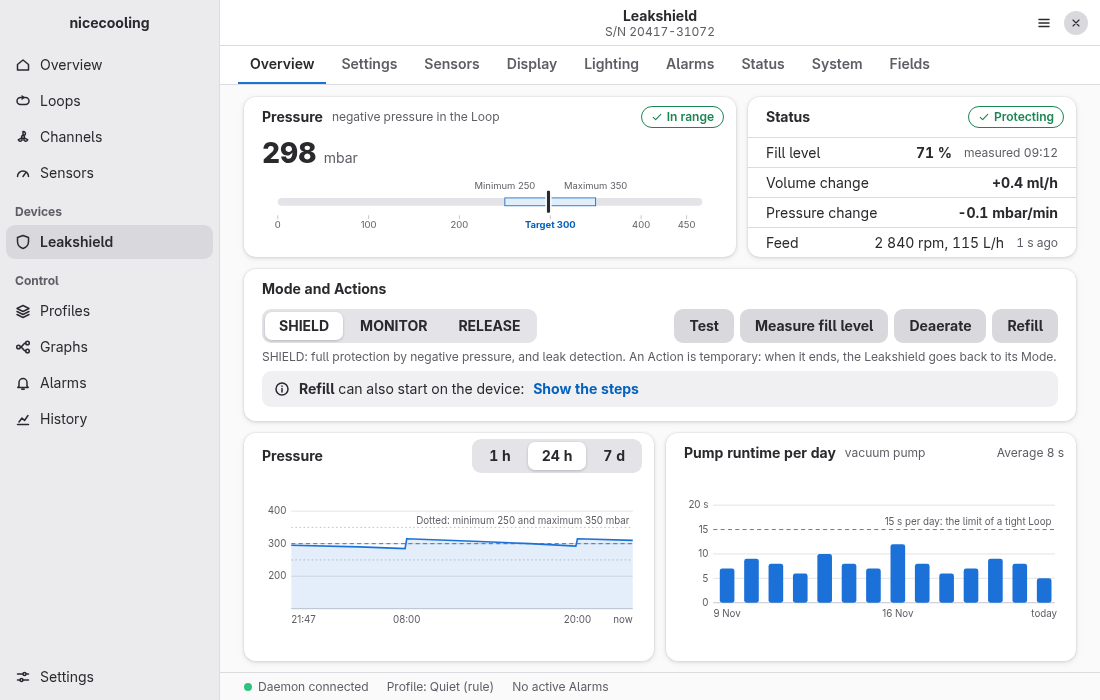 nicecooling
Overview
Loops
Channels
Sensors
Devices
Leakshield
Control
Profiles
Graphs
Alarms
History
Settings
Leakshield
S/N 20417-31072
Overview Settings Sensors Display Lighting Alarms Status System Fields
Pressure negative pressure in the Loop In range
298 mbar
Minimum 250 Maximum 350
0 100 200 Target 300 400 450
Status Protecting
Fill level 71 % measured 09:12
Volume change +0.4 ml/h
Pressure change -0.1 mbar/min
Feed 2 840 rpm, 115 L/h 1 s ago
Mode and Actions
SHIELD MONITOR RELEASE Test Measure fill level Deaerate Refill
SHIELD: full protection by negative pressure, and leak detection. An Action is temporary: when it ends, the Leakshield goes back to its Mode.
Refill can also start on the device: Show the steps
Pressure 1 h 24 h 7 d
400
Dotted: minimum 250 and maximum 350 mbar
300
200
21:47 08:00 20:00 now
Pump runtime per day vacuum pump Average 8 s
20 s
15 s per day: the limit of a tight Loop
15
10
5
0
9 Nov 16 Nov today
Daemon connected Profile: Quiet (rule) No active Alarms